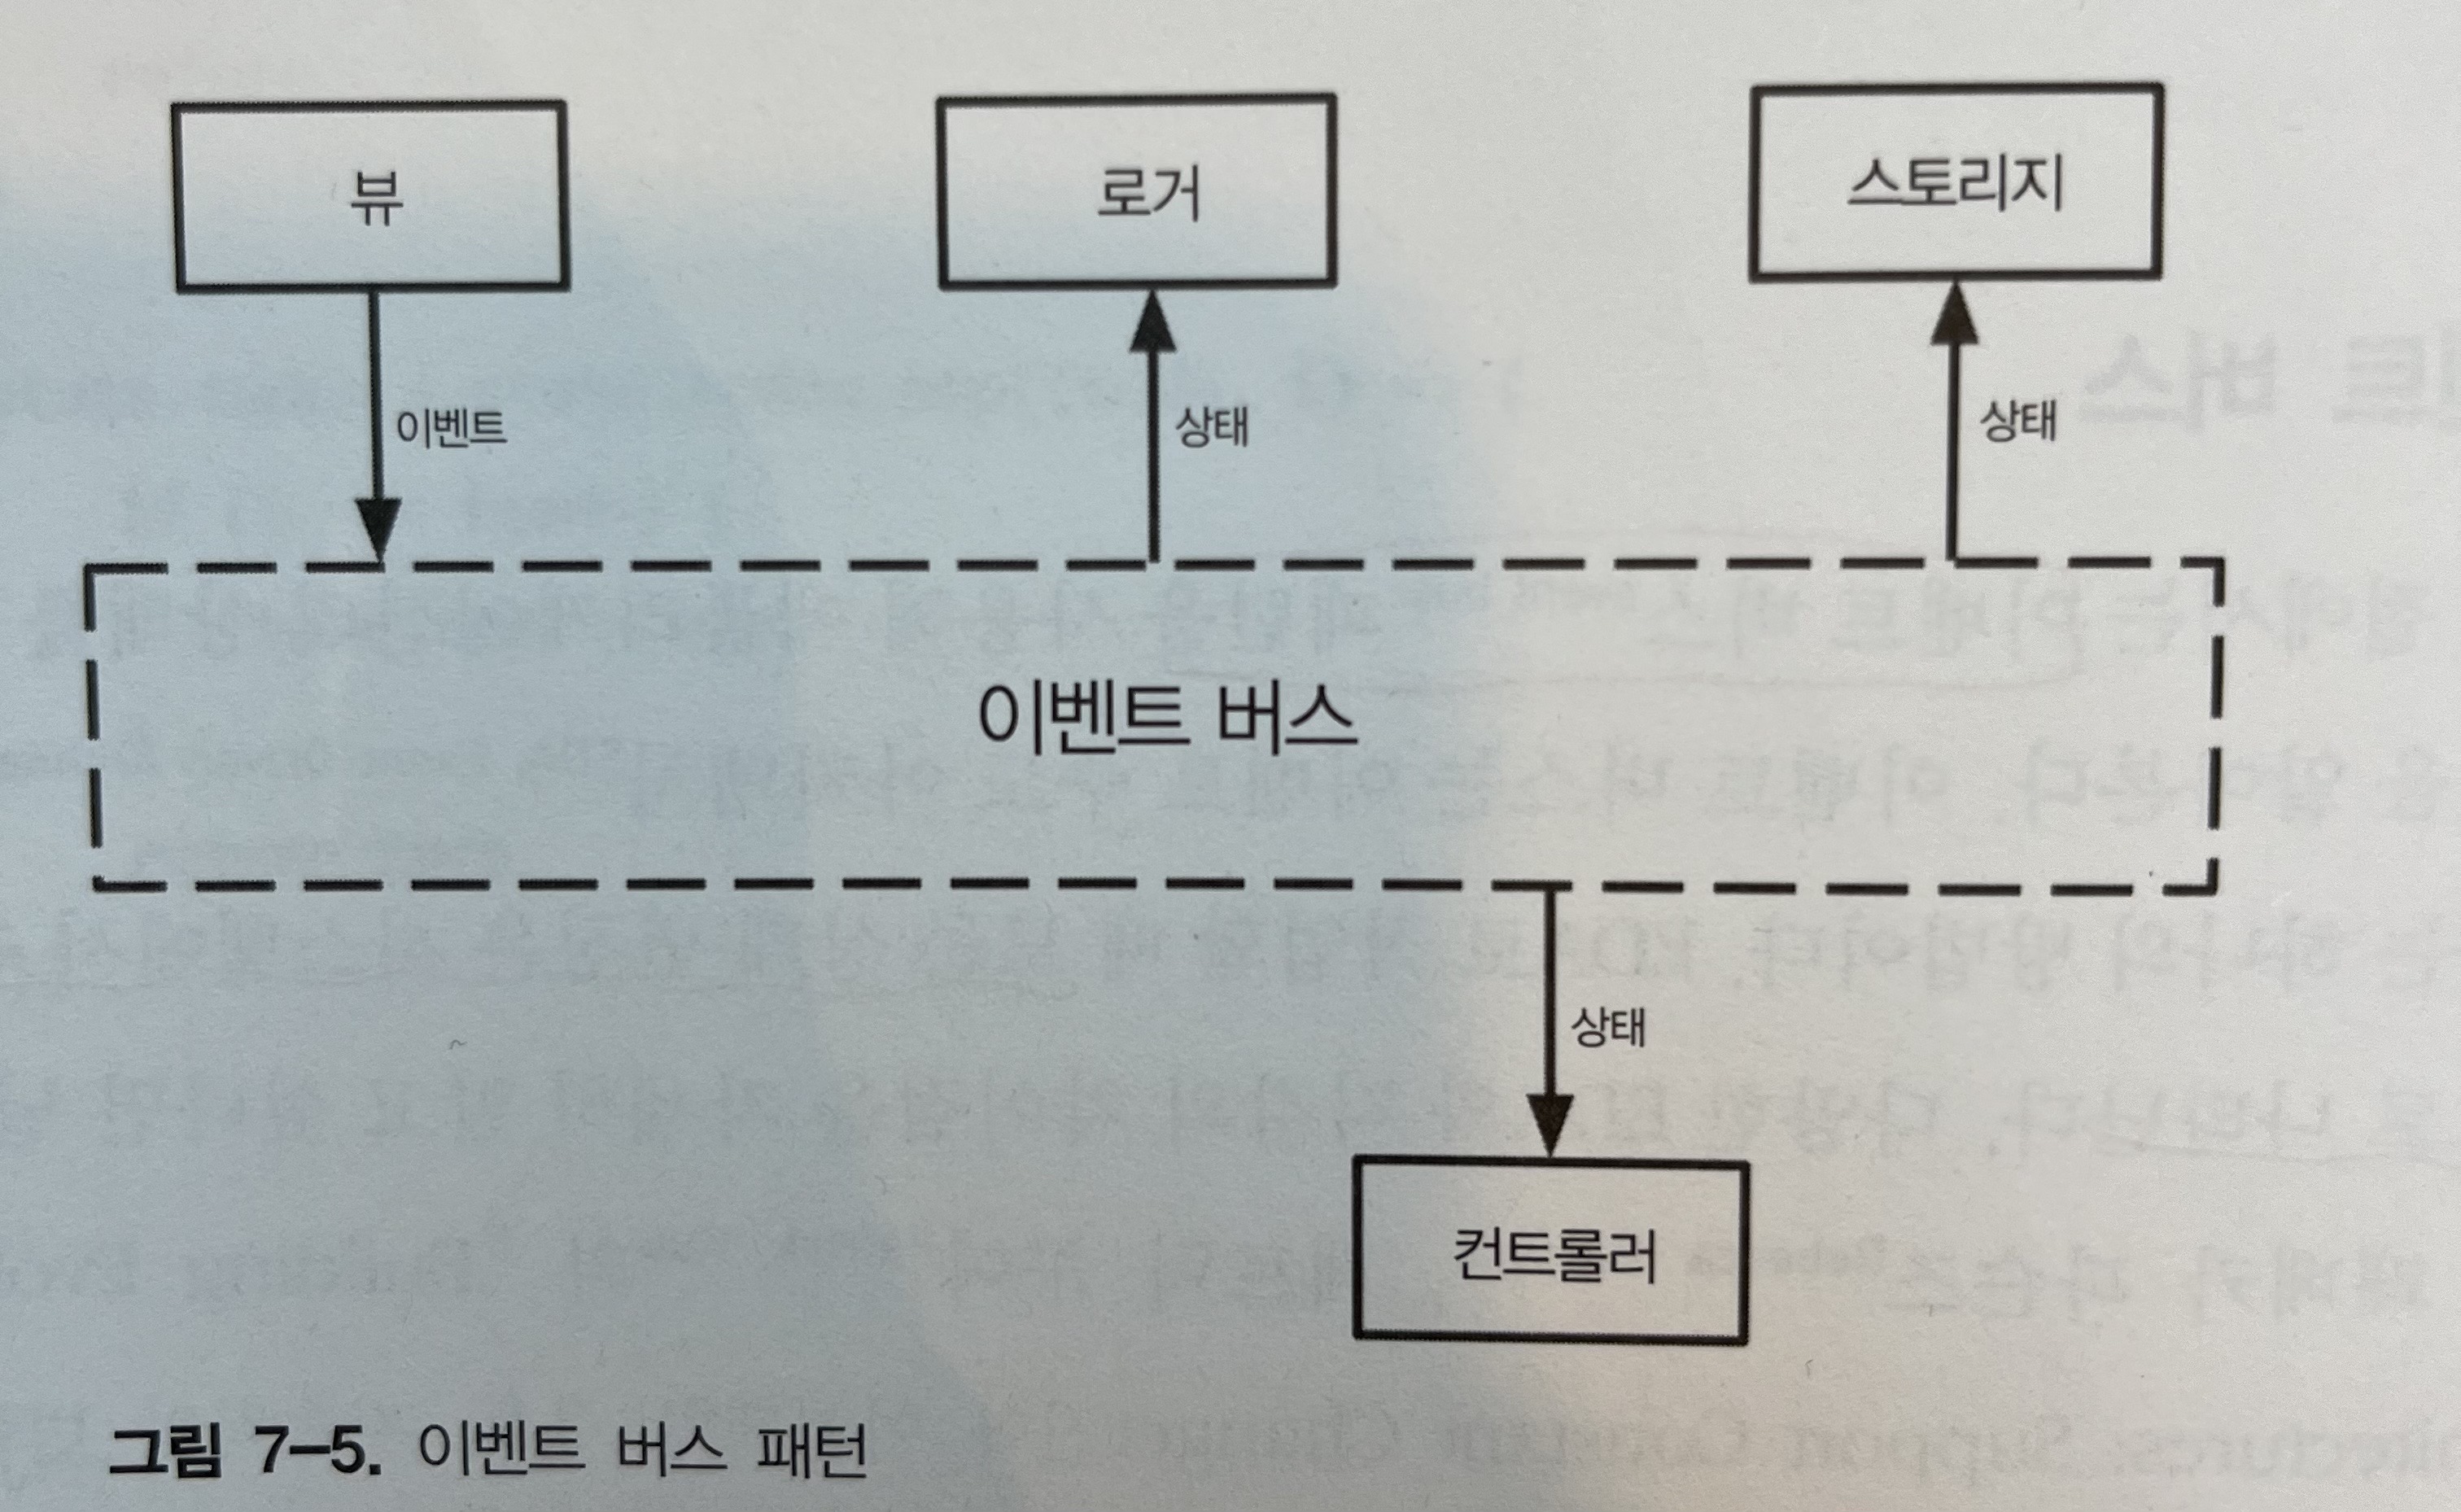 뷰
로거
스토리지
이벤트
상태
상태
이벤트 버스
상태
컨트롤러
그림 7-5. 이벤트 버스 패턴